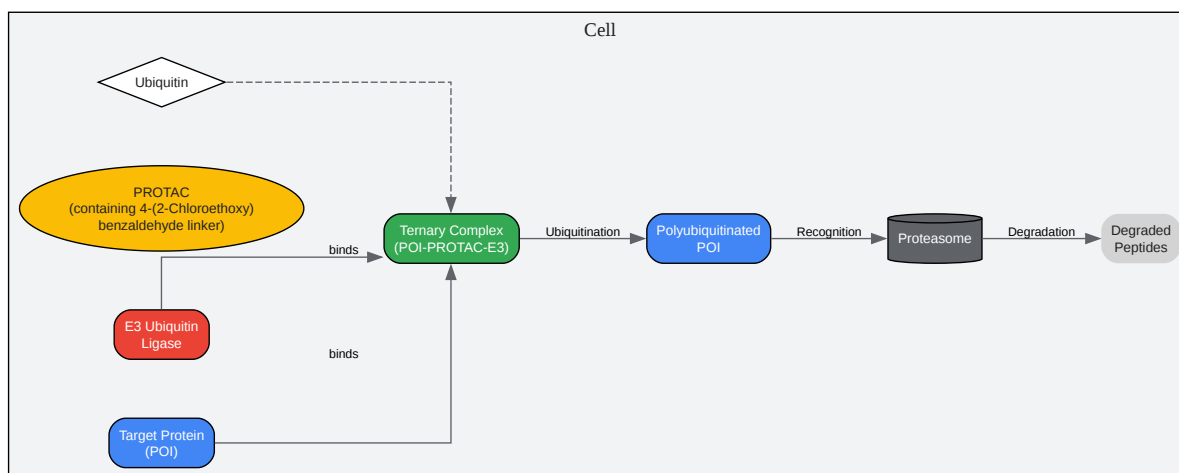 Cell
Ubiquitin
PROTAC
(containing 4-(2-Chloroethoxy)
benzaldehyde linker)
binds
Ternary Complex
(POI-PROTAC-E3)
Ubiquitination
Polyubiquitinated
POI
Recognition
Proteasome
Degradation
Degraded
Peptides
E3 Ubiquitin
Ligase
binds
Target Protein
(POI)